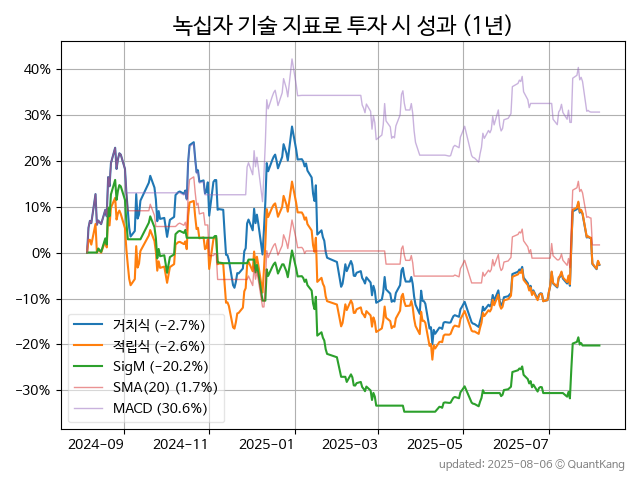 녹십자 기술 지표로 투자 시 성과 (1년)
40%
30%
20%
10%
0%
−10%
−20%
−30%
거치식 (−2.7%)
적립식 (−2.6%)
SigM (−20.2%)
SMA(20) (1.7%)
MACD (30.6%)
2024-09
2024-11
2025-01
2025-03
2025-05
2025-07
updated: 2025-08-06 © QuantKang